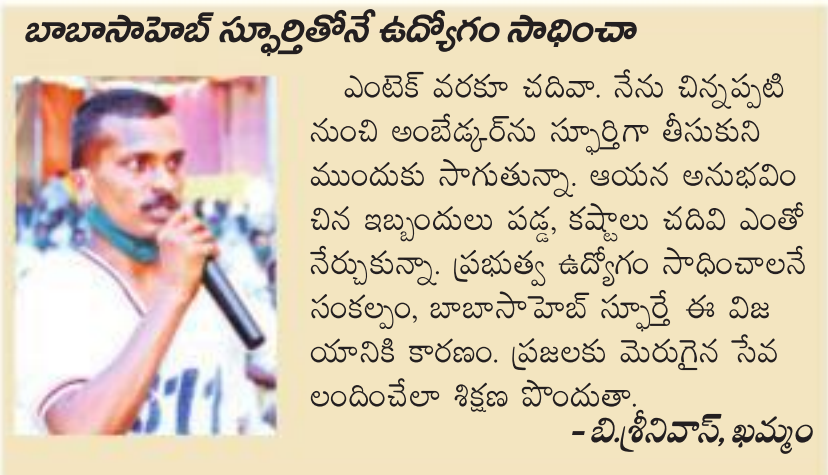 బాబాసాహెబ్ స్ఫూర్తితోనే ఉద్యోగం సాధించా
ఎంటెక్ వరకూ చదివా. నేను చిన్నప్పటి
నుంచి అంబేడ్కర్‌ను స్ఫూర్తిగా తీసుకుని
ముందుకు సాగుతున్నా. ఆయన అనుభవిం
చిన ఇబ్బందులు పడ్డ, కష్టాలు చదివి ఎంతో
నేర్చుకున్నా. ప్రభుత్వ ఉద్యోగం సాధించాలనే
సంకల్పం, బాబాసాహెబ్ స్ఫూర్తే ఈ విజ
యానికి కారణం. ప్రజలకు మెరుగైన సేవ
లందించేలా శిక్షణ పొందుతా.
– బి.శ్రీనివాస్, ఖమ్మం
571